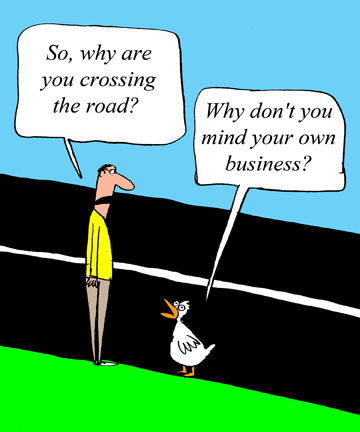 So, why are
you crossing
the road?
Why don't you
mind your own
business?